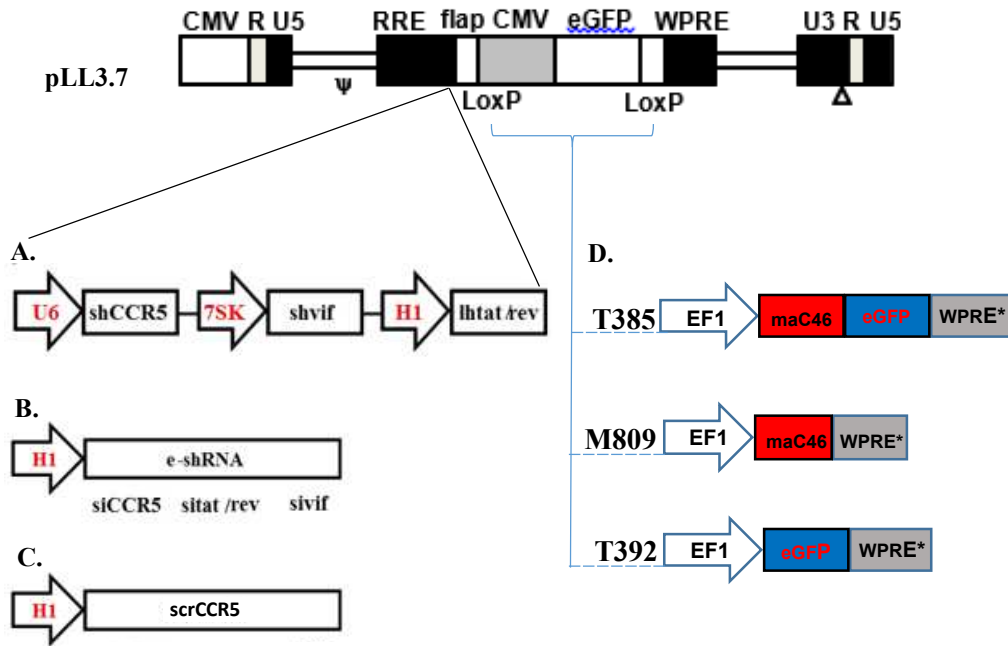 CMV R U5 RRE flap CMV eGFP WPRE U3 R U5
pLL3.7
Ψ
LoxP LoxP
Δ
A.
U6 shCCR5 7SK shvif H1 lhtat /rev
B.
H1 e-shRNA
siCCR5 sitat /rev sivif
C.
H1 scrCCR5
D.
T385 EF1 maC46 eGFP WPRE*
M809 EF1 maC46 WPRE*
T392 EF1 eGFP WPRE*